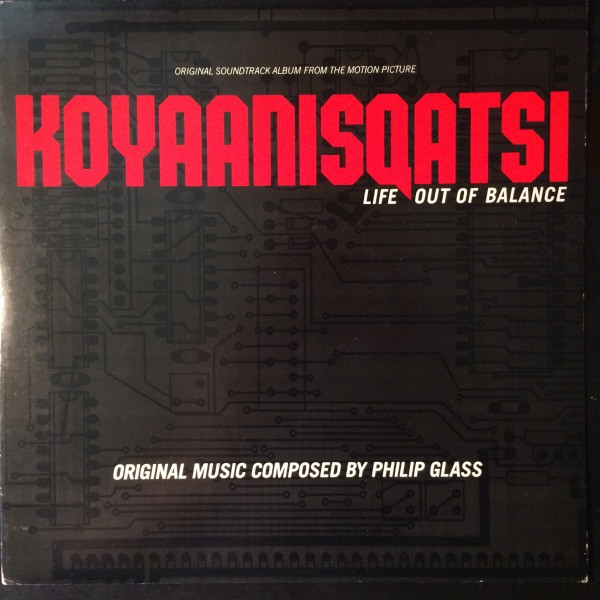 ORIGINAL SOUNDTRACK ALBUM FROM THE MOTION PICTURE
KOYAANISQATSI
LIFE OUT OF BALANCE
ORIGINAL MUSIC COMPOSED BY PHILIP GLASS